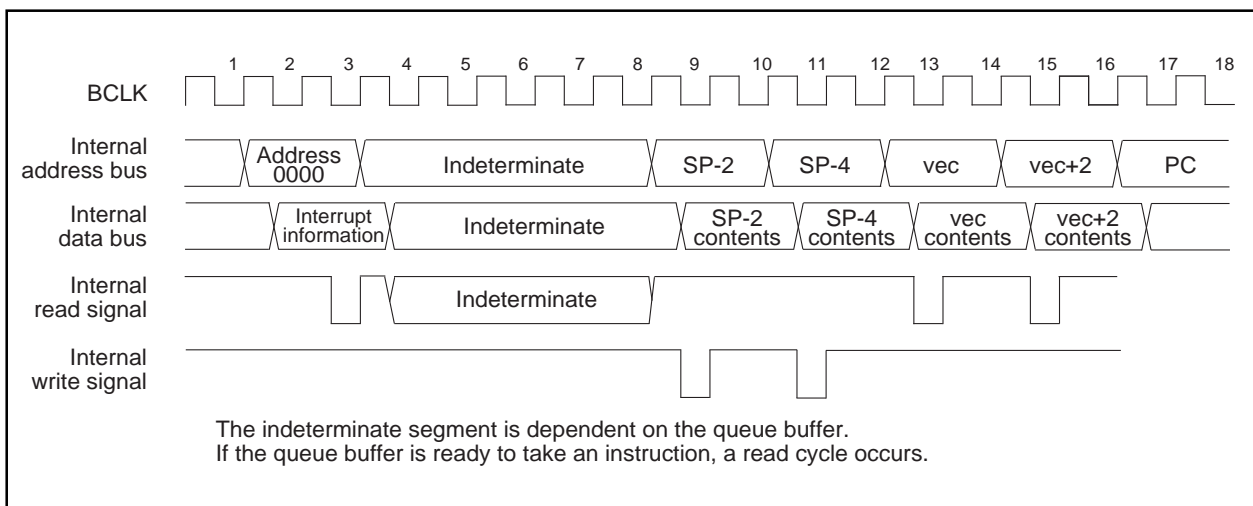 1 2 3 4 5 6 7 8 9 10 11 12 13 14 15 16 17 18
BCLK
Internal
address bus
Address
0000
Indeterminate
SP-2
SP-4
vec
vec+2
PC
Internal
data bus
Interrupt
information
Indeterminate
SP-2
contents
SP-4
contents
vec
contents
vec+2
contents
Internal
read signal
Indeterminate
Internal
write signal
The indeterminate segment is dependent on the queue buffer.
If the queue buffer is ready to take an instruction, a read cycle occurs.